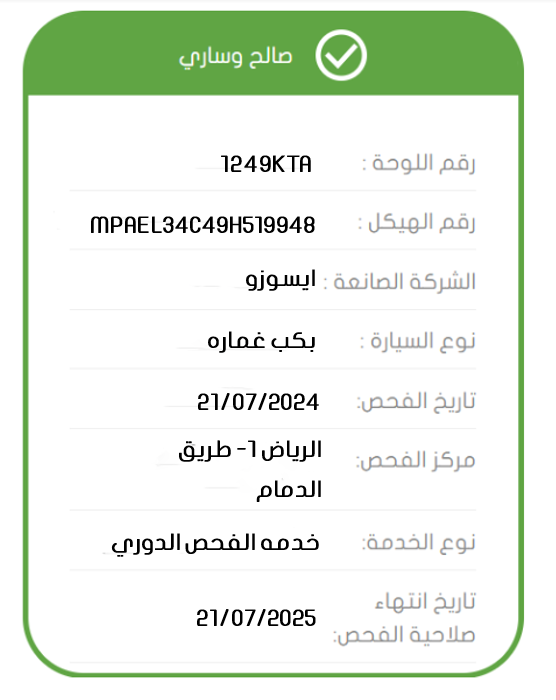 صالح وساري
رقم اللوحة : 1249KTA
رقم الهيكل : MPAEL34C49H519948
الشركة الصانعة : ايسوزو
نوع السيارة : بكب غماره
تاريخ الفحص: 21/07/2024
مركز الفحص: الرياض 1- طريق
الدمام
نوع الخدمة: خدمه الفحص الدوري
تاريخ انتهاء
صلاحية الفحص: 21/07/2025